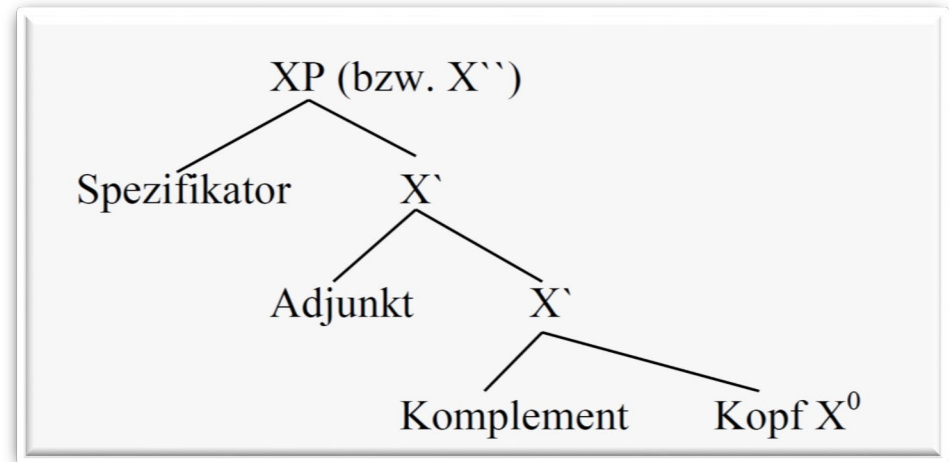 XP (bzw. X``)
Spezifikator X`
Adjunkt X`
Komplement Kopf X⁰